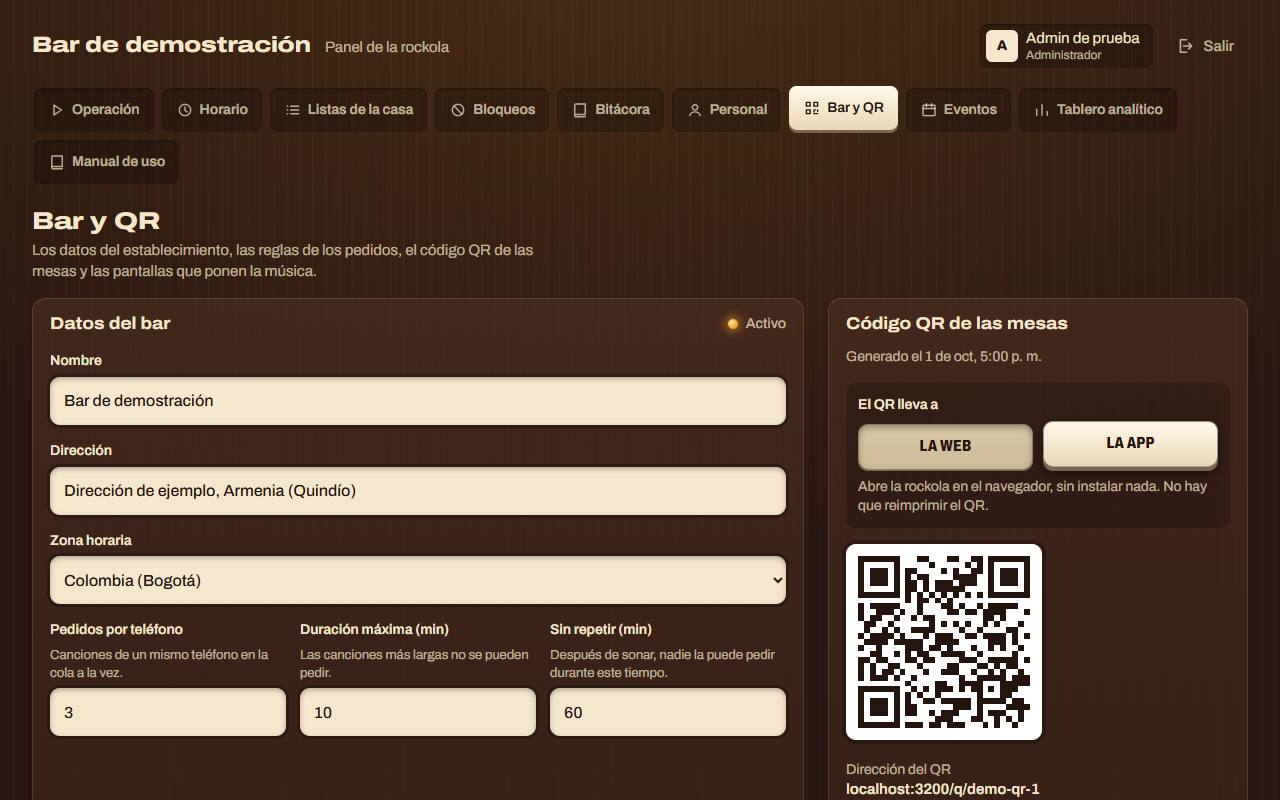 Bar de demostración
Panel de la rockola
A
Admin de prueba
Administrador
Salir
Operación
Horario
Listas de la casa
Bloqueos
Bitácora
Personal
Bar y QR
Eventos
Tablero analítico
Manual de uso
Bar y QR
Los datos del establecimiento, las reglas de los pedidos, el código QR de las
mesas y las pantallas que ponen la música.
Datos del bar
Activo
Nombre
Bar de demostración
Dirección
Dirección de ejemplo, Armenia (Quindío)
Zona horaria
Colombia (Bogotá)
Pedidos por teléfono
Canciones de un mismo teléfono en la
cola a la vez.
3
Duración máxima (min)
Las canciones más largas no se pueden
pedir.
10
Sin repetir (min)
Después de sonar, nadie la puede pedir
durante este tiempo.
60
Código QR de las mesas
Generado el 1 de oct, 5:00 p. m.
El QR lleva a
LA WEB
LA APP
Abre la rockola en el navegador, sin instalar nada. No hay
que reimprimir el QR.
Dirección del QR
localhost:3200/q/demo-qr-1